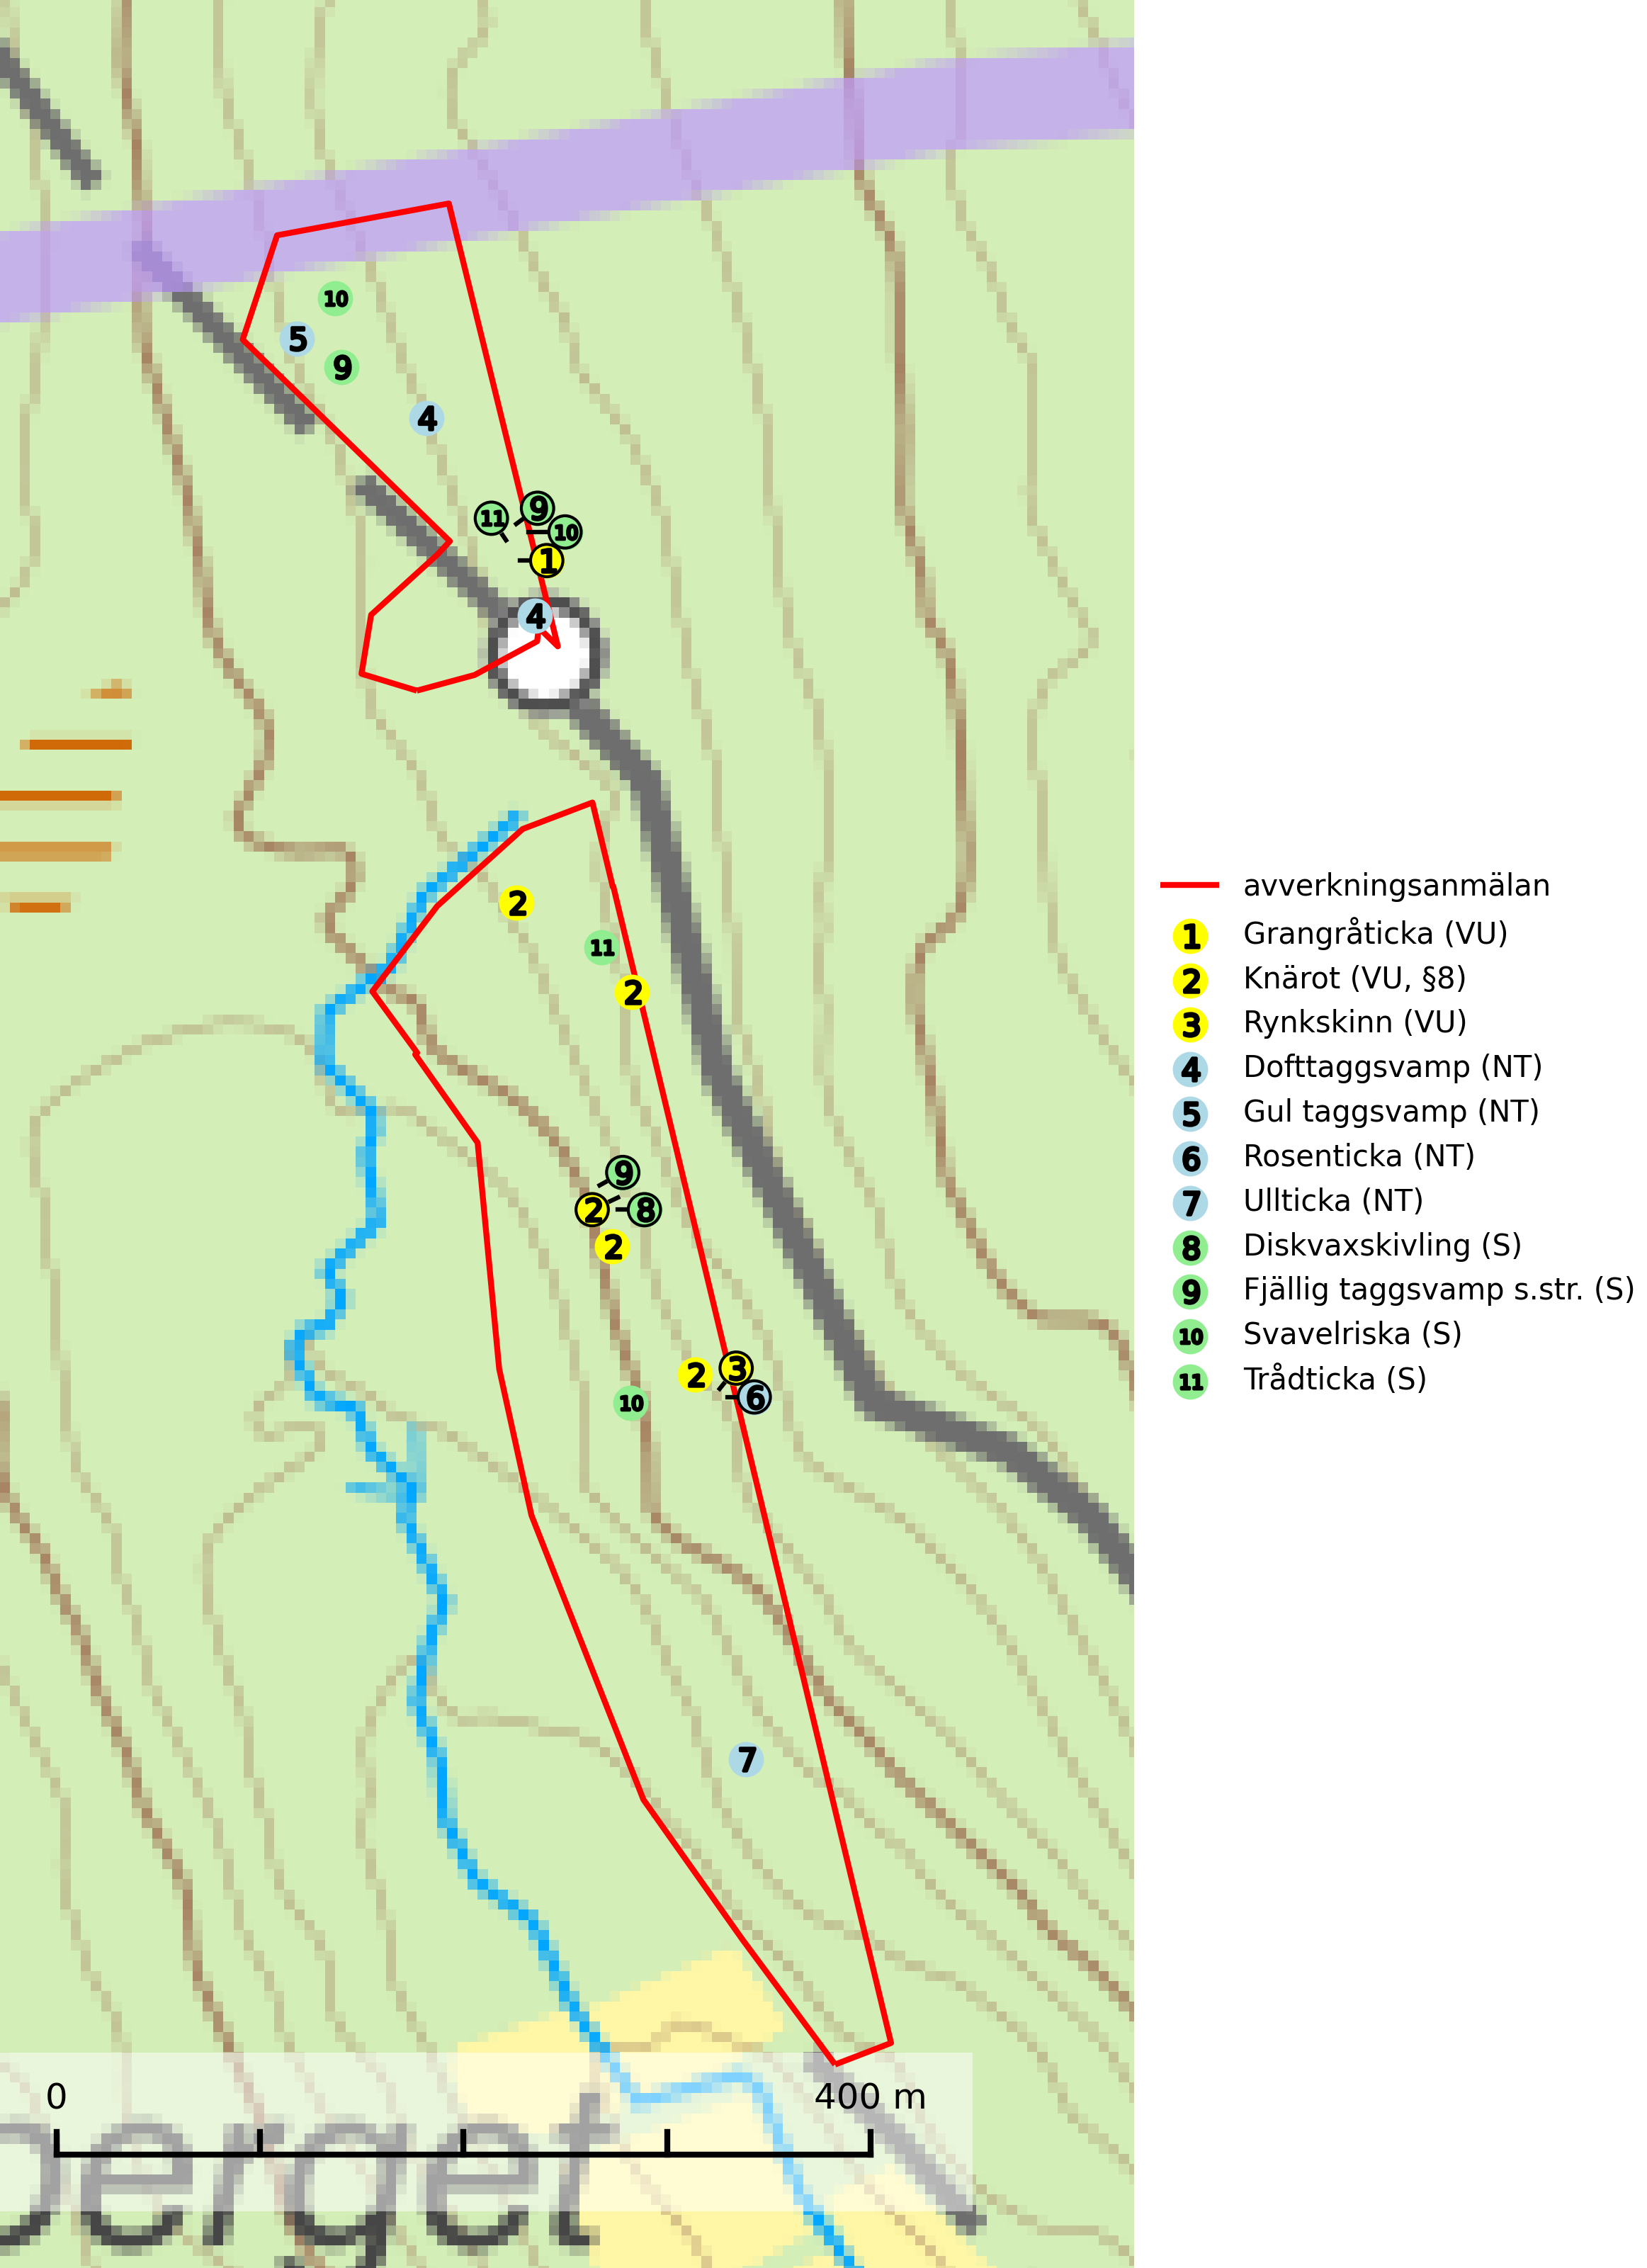 10
5
9
4
9
11
10
1
4
2
11
2
9
2
8
2
2
3
6
10
7
0
400 m
berget
avverkningsanmälan
1 Grangråticka (VU)
2 Knärot (VU, §8)
3 Rynkskinn (VU)
4 Dofttaggsvamp (NT)
5 Gul taggsvamp (NT)
6 Rosenticka (NT)
7 Ullticka (NT)
8 Diskvaxskivling (S)
9 Fjällig taggsvamp s.str. (S)
10 Svavelriska (S)
11 Trådticka (S)